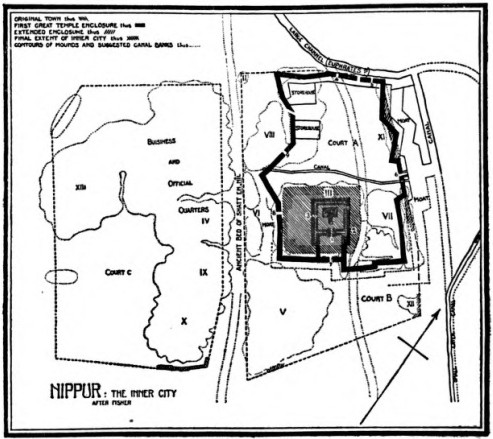 ORIGINAL TOWN thus
FIRST GREAT TEMPLE ENCLOSURE thus
EXTENDED ENCLOSURE thus
FINAL EXTENT OF INNER CITY thus
CONTOURS OF MOUNDS AND SUGGESTED CANAL BANKS thus
LARGE CHANNEL (EUPHRATES ?)
STOREHOUSE
STOREHOUSE
VIII
COURT A
XI
MOAT
CANAL
BUSINESS
AND
OFFICIAL
QUARTERS
IV
XIII
ANCIENT BED OF SHATT EN NIL
CANAL
III
VI
VII
MOAT
COURT C
IX
X
V
COURT B
XII
CANAL
NIPPUR : THE INNER CITY
AFTER FISHER